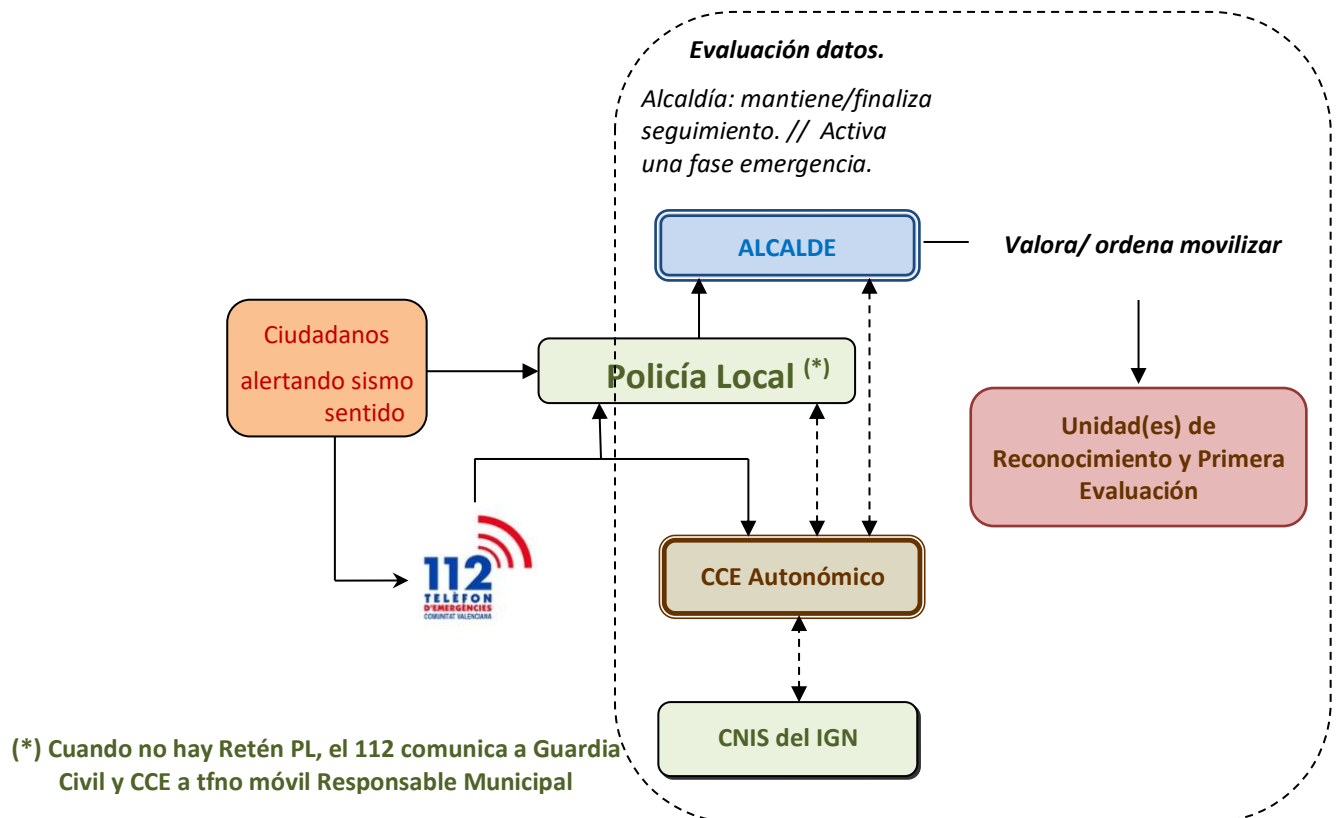 Evaluación datos.
Alcaldía: mantiene/finaliza
seguimiento. // Activa
una fase emergencia.
ALCALDE
Valora/ ordena movilizar
Ciudadanos
alertando sismo
sentido
Policía Local (*)
Unidad(es) de
Reconocimiento y Primera
Evaluación
112
TELÈFON
D'EMERGÈNCIES
COMUNITAT VALENCIANA
CCE Autonómico
CNIS del IGN
(*) Cuando no hay Retén PL, el 112 comunica a Guardia
Civil y CCE a tfno móvil Responsable Municipal